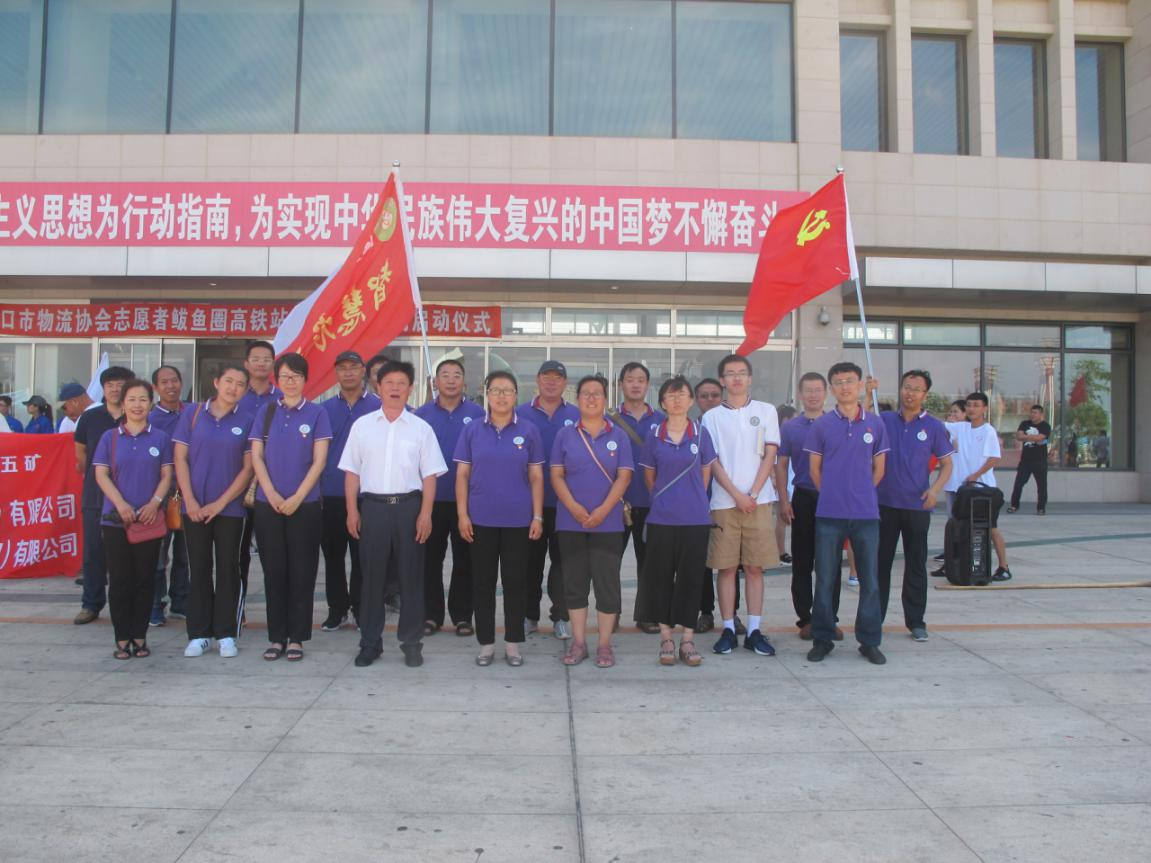 主义思想为行动指南，为实现中华民族伟大复兴的中国梦不懈奋斗
口市物流协会志愿者鲅鱼圈高铁站
启动仪式
智慧
五矿
有限公司
)有限公司